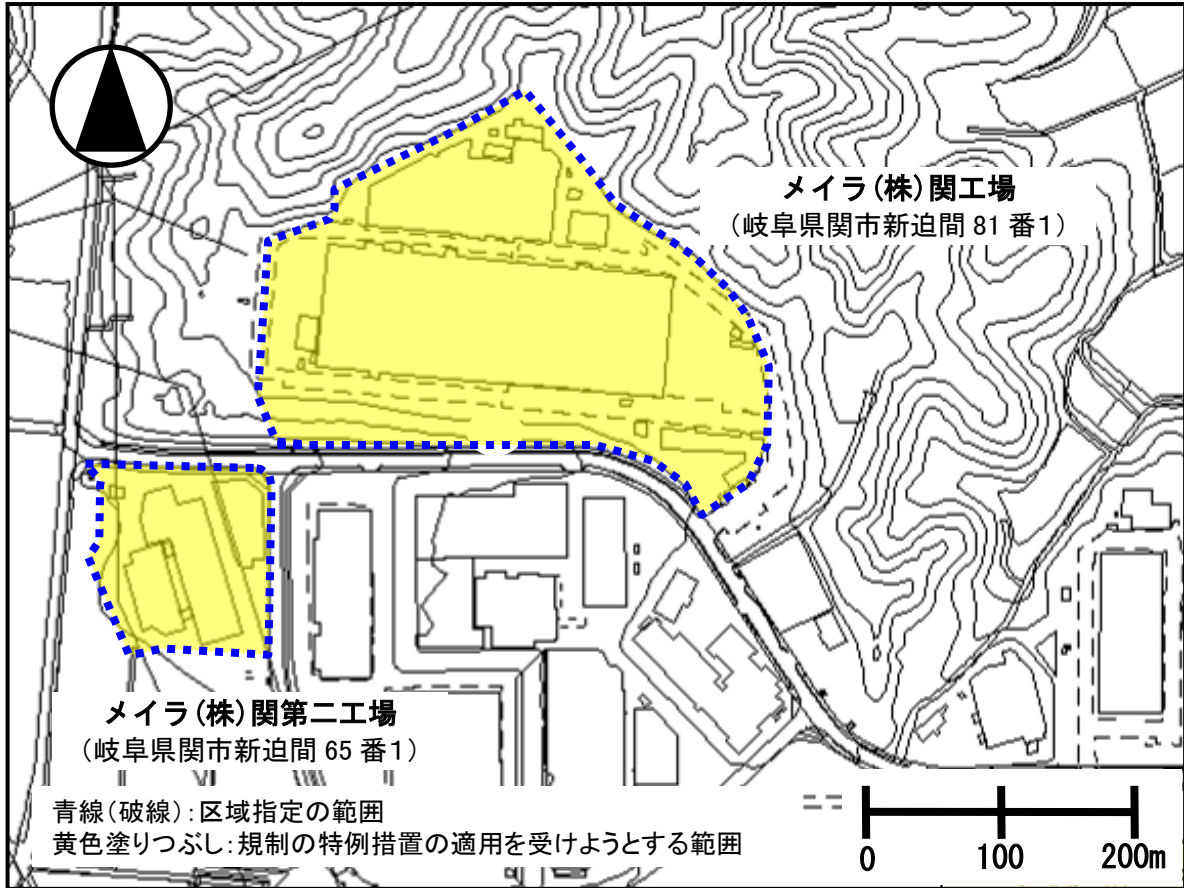 メイラ(株)関工場
(岐阜県関市新迫間 81 番1)
メイラ(株)関第二工場
(岐阜県関市新迫間 65 番1)
青線(破線):区域指定の範囲
黄色塗りつぶし:規制の特例措置の適用を受けようとする範囲
0 100 200m